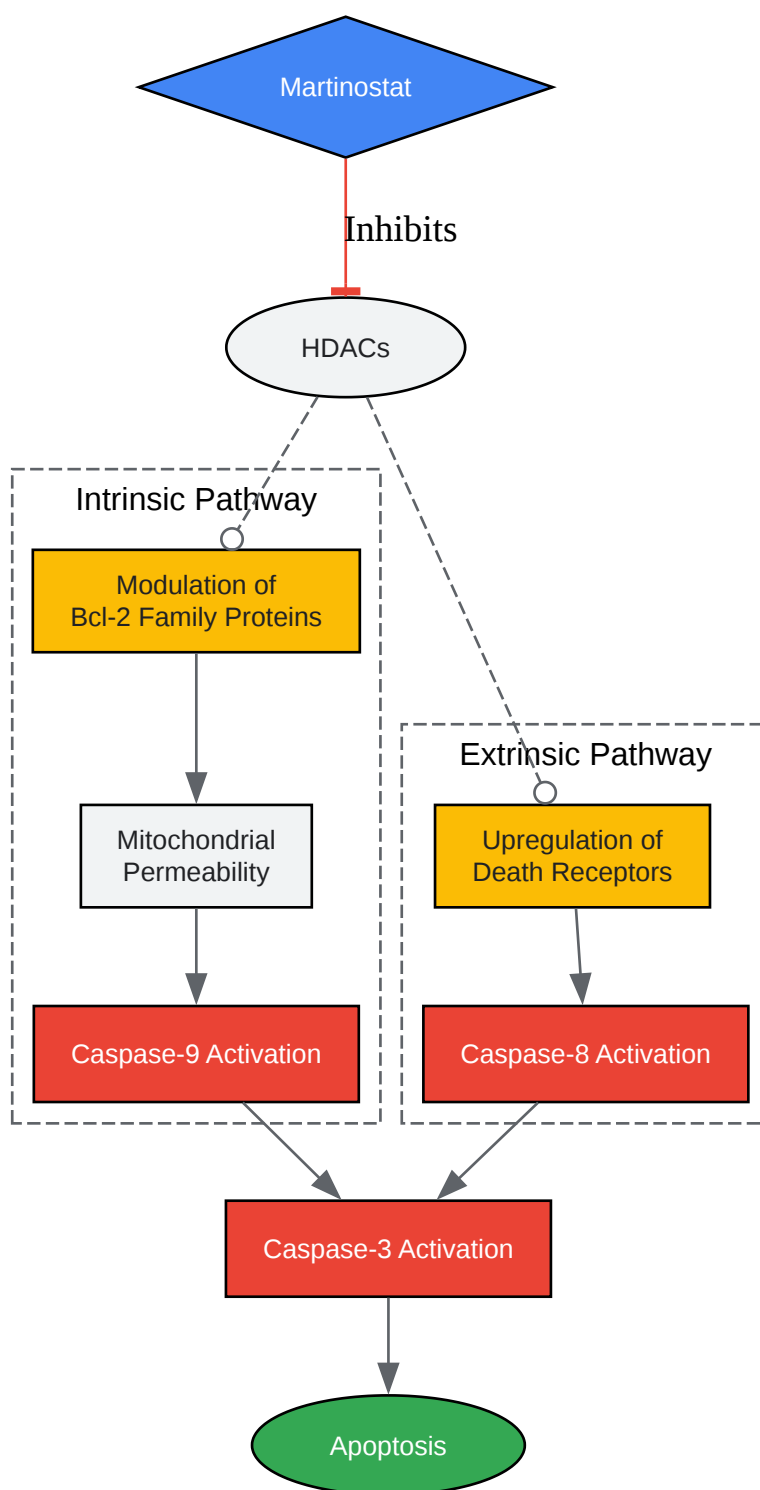 Martinostat
Inhibits
HDACs
Intrinsic Pathway
Modulation of
Bcl-2 Family Proteins
Extrinsic Pathway
Mitochondrial
Permeability
Upregulation of
Death Receptors
Caspase-9 Activation
Caspase-8 Activation
Caspase-3 Activation
Apoptosis